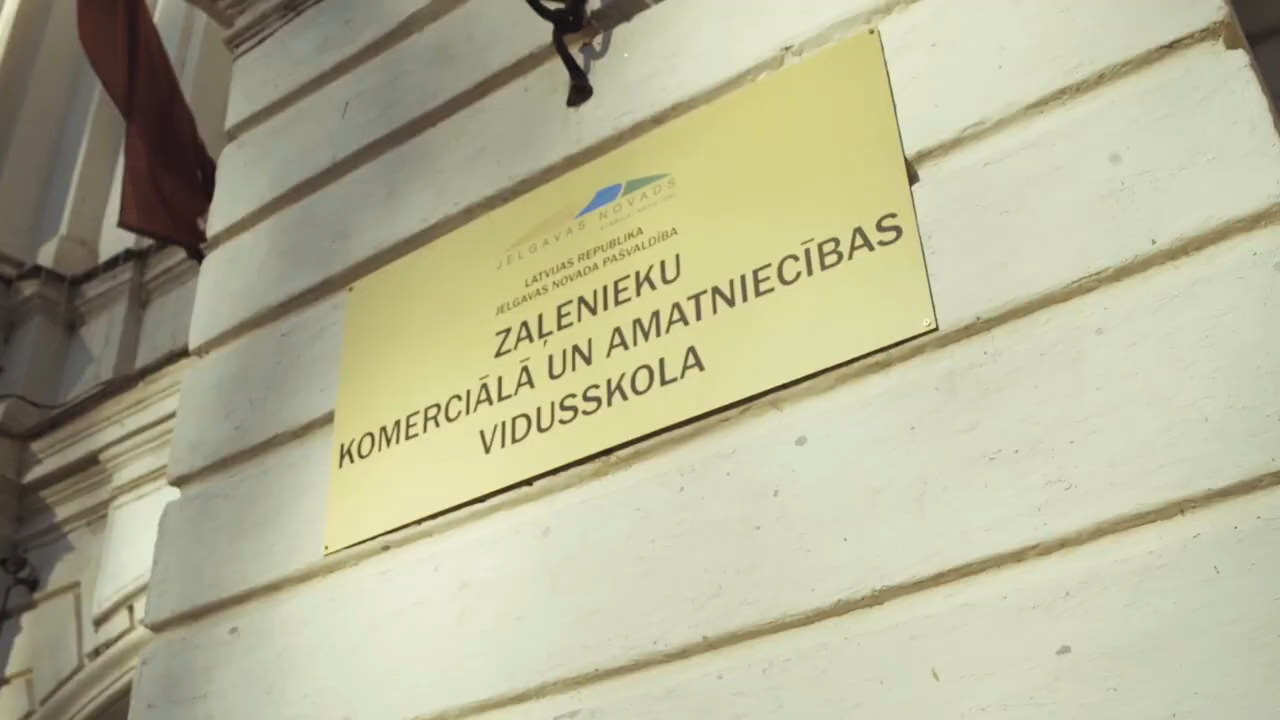 JELGAVAS NOVADS
LATVIJAS REPUBLIKA
JELGAVAS NOVADA PAŠVALDĪBA
ZAĻENIEKU
KOMERCIĀLĀ UN AMATNIECĪBAS
VIDUSSKOLA